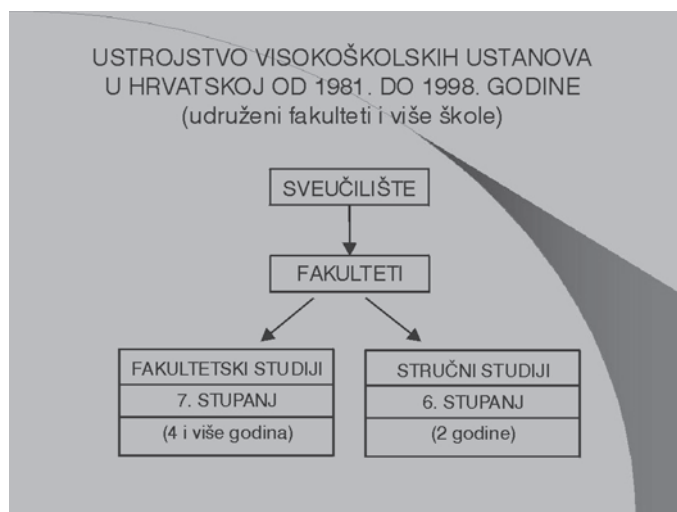 USTROJSTVO VISOKOŠKOLSKIH USTANOVA
U HRVATSKOJ OD 1981. DO 1998. GODINE
(udruženi fakulteti i više škole)
SVEUČILIŠTE
FAKULTETI
FAKULTETSKI STUDIJI
7. STUPANJ
(4 i više godina)
STRUČNI STUDIJI
6. STUPANJ
(2 godine)